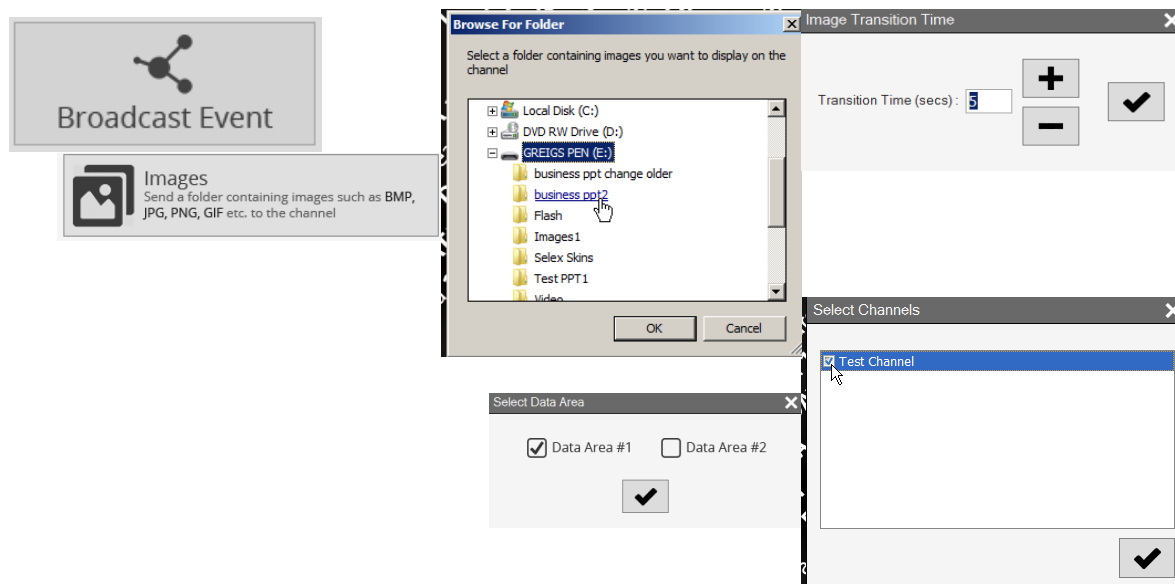 Broadcast Event
Images
Send a folder containing images such as BMP,
JPG, PNG, GIF etc. to the channel
Browse For Folder
Select a folder containing images you want to display on the
channel
Local Disk (C:)
DVD RW Drive (D:)
GREIGS PEN (E:)
business ppt change older
business ppt2
Flash
Images1
Selex Skins
Test PPT1
Video
OK
Cancel
Image Transition Time
Transition Time (secs) : 5
Select Channels
Test Channel
Select Data Area
Data Area #1
Data Area #2